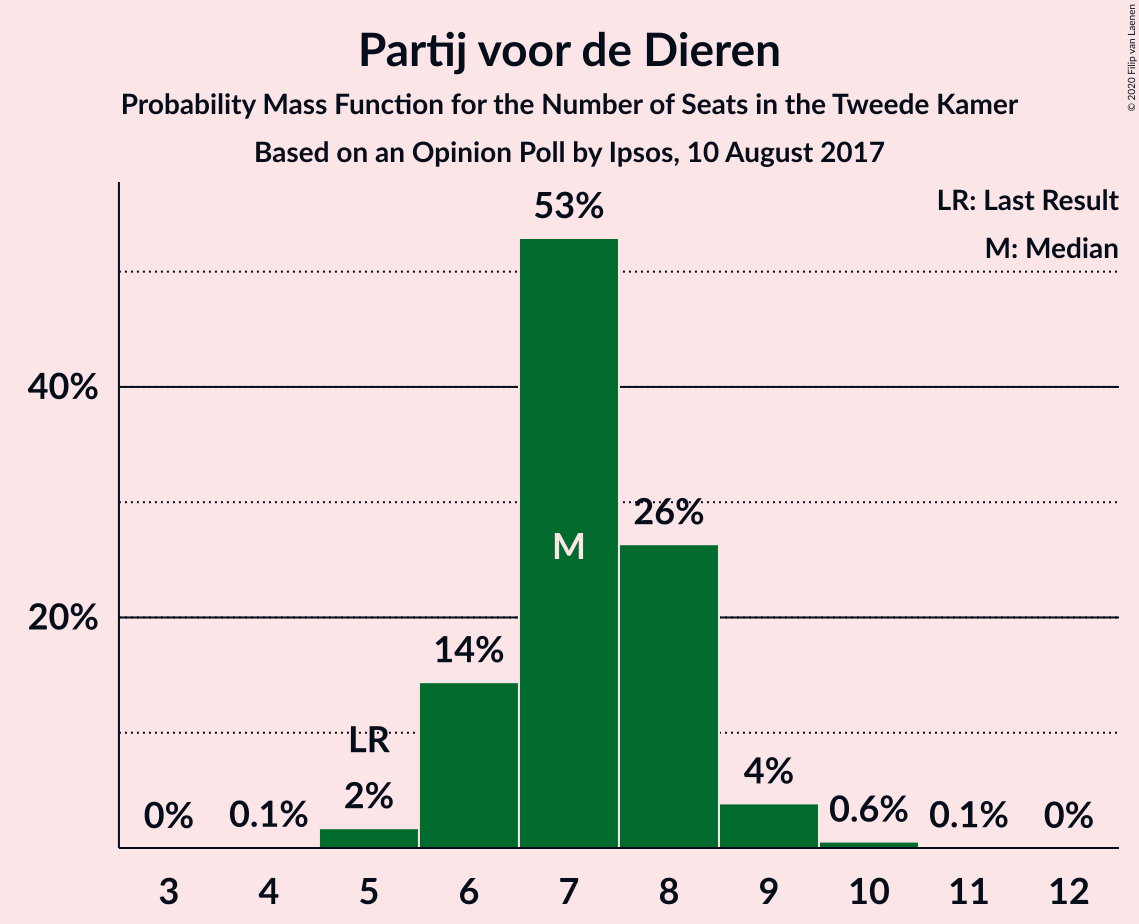 © 2020 Filip van Laenen
Partij voor de Dieren
Probability Mass Function for the Number of Seats in the Tweede Kamer
Based on an Opinion Poll by Ipsos, 10 August 2017
LR: Last Result
M: Median
53%
40%
26%
M
20%
14%
LR
2%
4%
0%
0.1%
0.6%
0.1%
0%
3 4 5 6 7 8 9 10 11 12